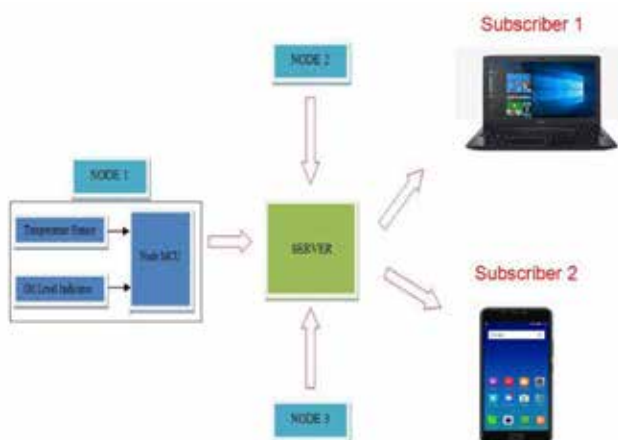 Subscriber 1
NODE 2
NODE 1
Temperature Sensor
Node MCU
Oil Level Indicator
SERVER
Subscriber 2
NODE 3